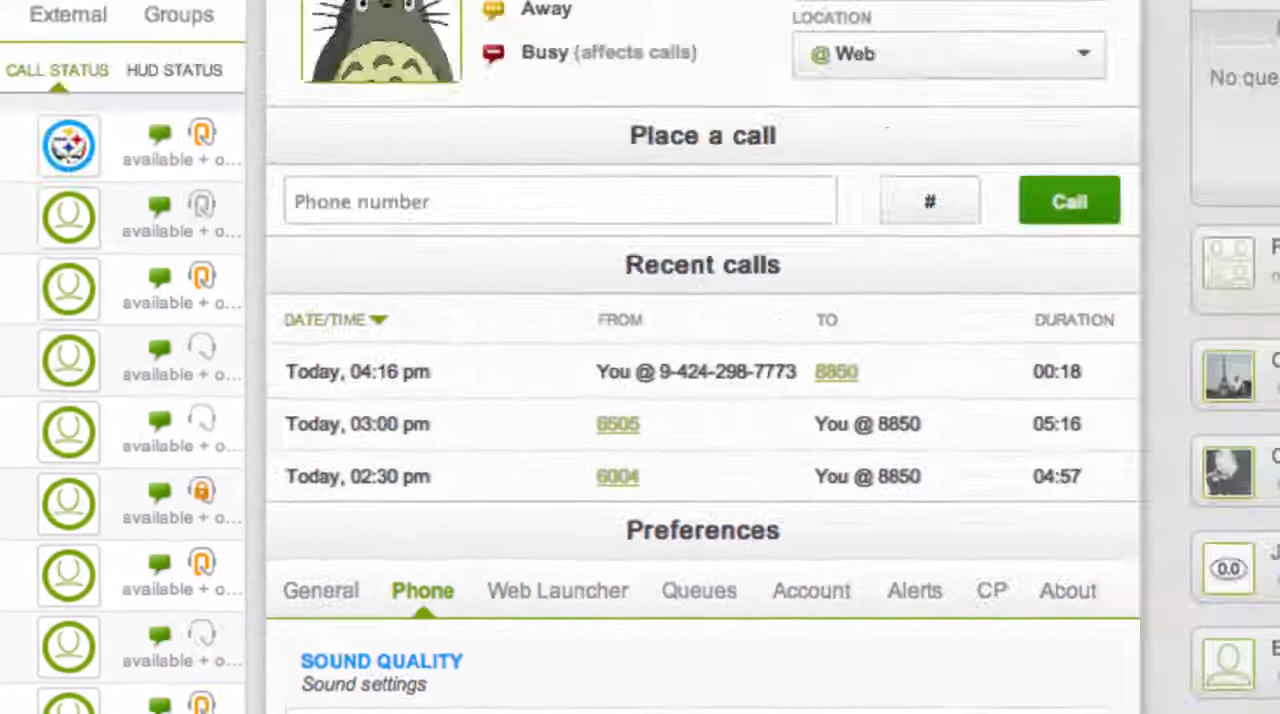 External Groups
CALL STATUS HUD STATUS
available + o...
available + o...
available + o...
available + o...
available + o...
available + o...
available + o...
available + o...
Away
Busy (affects calls)
LOCATION
@ Web
Place a call
Phone number # Call
Recent calls
DATE/TIME FROM TO DURATION
Today, 04:16 pm You @ 9-424-298-7773 8850 00:18
Today, 03:00 pm 6505 You @ 8850 05:16
Today, 02:30 pm 6004 You @ 8850 04:57
Preferences
General Phone Web Launcher Queues Account Alerts CP About
SOUND QUALITY
Sound settings
No que
0.0